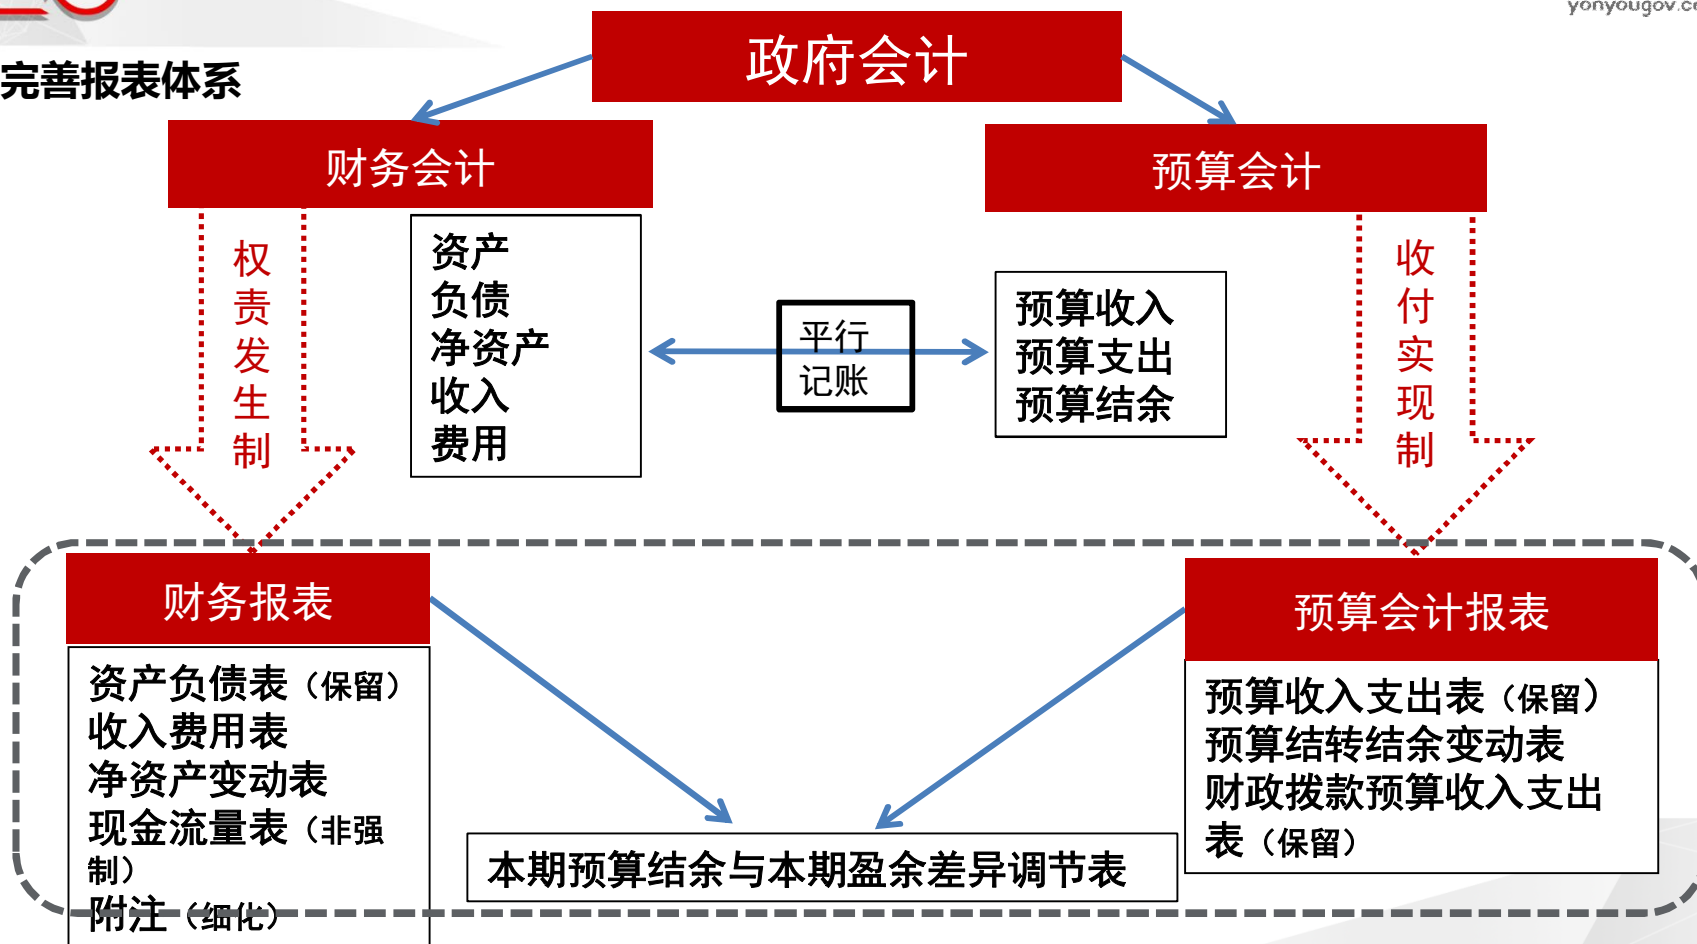 yonyougov.co
政府会计
完善报表体系
财务会计
预算会计
权责发生制
资产
负债
净资产
收入
费用
平行
记账
预算收入
预算支出
预算结余
收付实现制
财务报表
资产负债表（保留）
收入费用表
净资产变动表
现金流量表（非强
制）
附注（细化）
预算会计报表
预算收入支出表（保留）
预算结转结余变动表
财政拨款预算收入支出
表（保留）
本期预算结余与本期盈余差异调节表